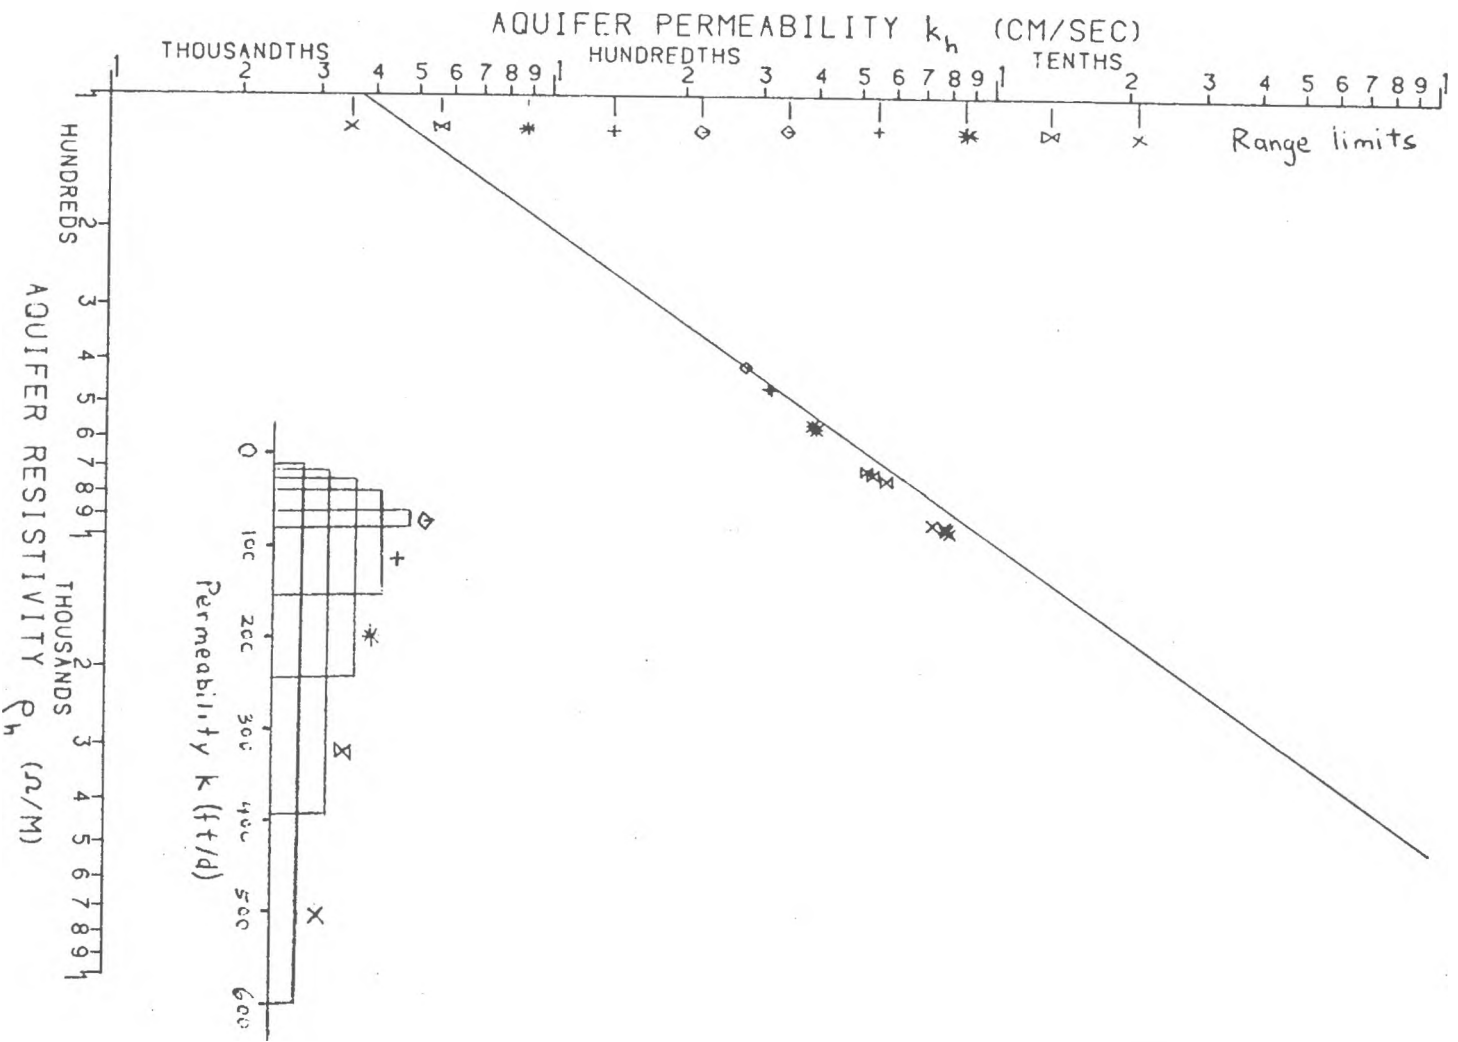 AQUIFER PERMEABILITY kh (CM/SEC)
THOUSANDTHS HUNDREDTHS TENTHS
1 2 3 4 5 6 7 8 9 1 2 3 4 5 6 7 8 9 1 2 3 4 5 6 7 8 9 1
Range limits
AQUIFER RESISTIVITY ρh (Ω/M)
HUNDREDS THOUSANDS
1 2 3 4 5 6 7 8 9 1 2 3 4 5 6 7 8 9 1
0 100 200 300 400 500 600
Permeability k (ft/d)